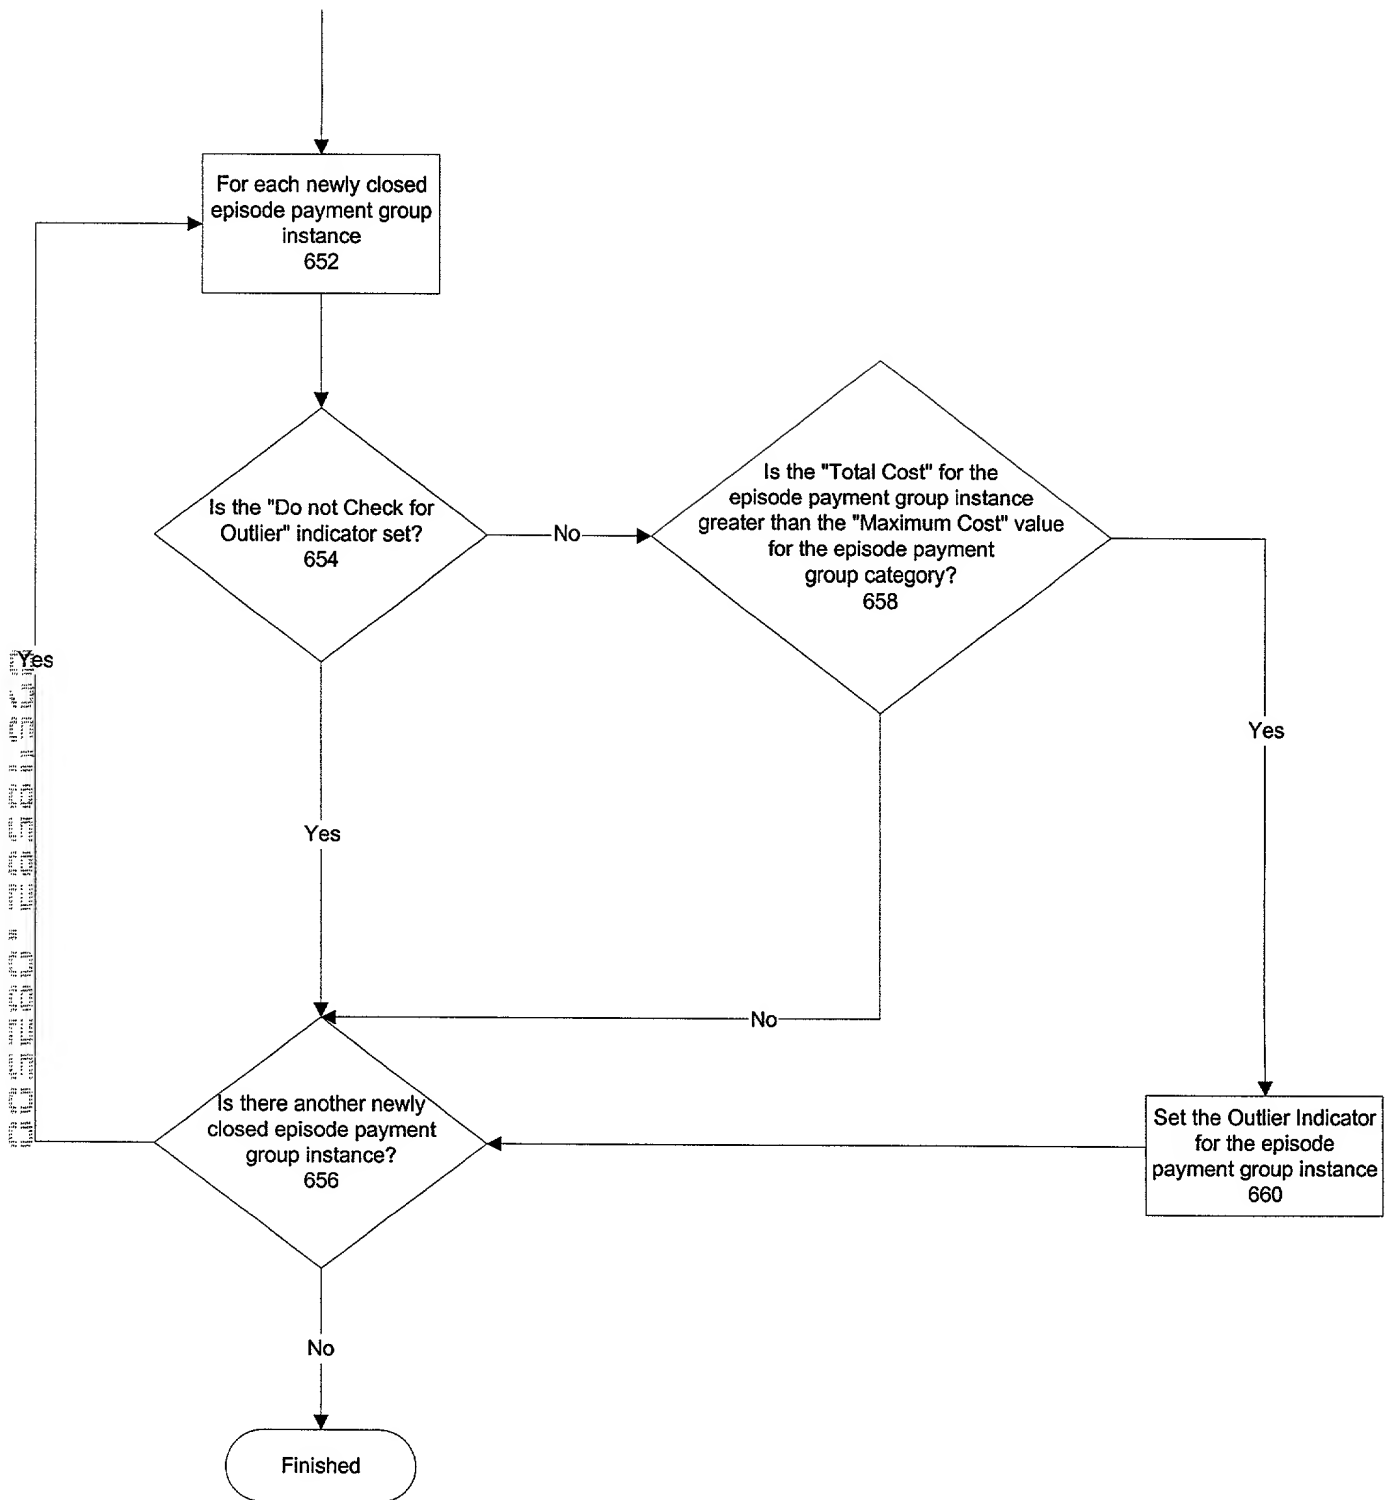 For each newly closed
episode payment group
instance
652
Is the "Do not Check for
Outlier" indicator set?
654
No
Is the "Total Cost" for the
episode payment group instance
greater than the "Maximum Cost" value
for the episode payment
group category?
658
Yes
Yes
Yes
No
Is there another newly
closed episode payment
group instance?
656
Set the Outlier Indicator
for the episode
payment group instance
660
No
Finished